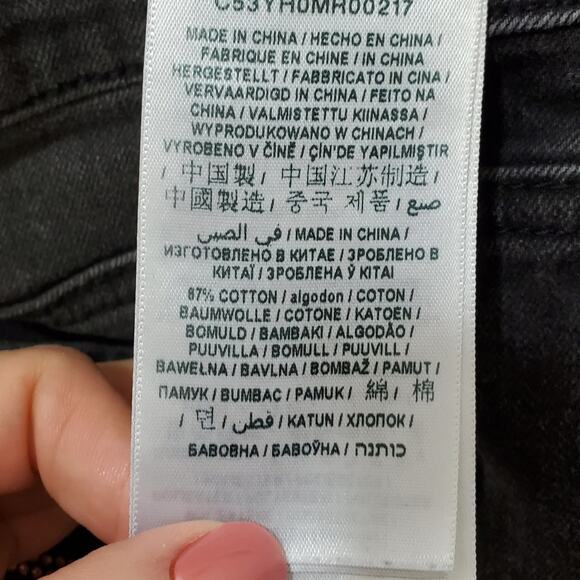 C53YH0MR00217
MADE IN CHINA / HECHO EN CHINA /
FABRIQUE EN CHINE / IN CHINA
HERGESTELLT / FABBRICATO IN CINA /
VERVAARDIGD IN CHINA / FEITO NA
CHINA / VALMISTETTU KIINASSA /
WYPRODUKOWANO W CHINACH /
VYROBENO V ČÍNĚ / ÇİN'DE YAPILMIŞTIR
/ 中国製 / 中国江苏制造 /
中國製造 / 중국 제품 / صنع
في الصين / MADE IN CHINA /
ИЗГОТОВЛЕНО В КИТАЕ / ЗРОБЛЕНО В
КИТАЇ / ЗРОБЛЕНА Ў КІТАІ
67% COTTON / algodon / COTON /
BAUMWOLLE / COTONE / KATOEN /
BOMULD / BAMBAKI / ALGODÃO /
PUUVILLA / BOMULL / PUUVILL /
BAWEŁNA / BAVLNA / BOMBAŽ / PAMUT /
ПАМУК / BUMBAC / PAMUK / 綿 / 棉
/ 면 / قطن / KATUN / ХЛОПОК /
БАВОВНА / БАВОЎНА / כותנה